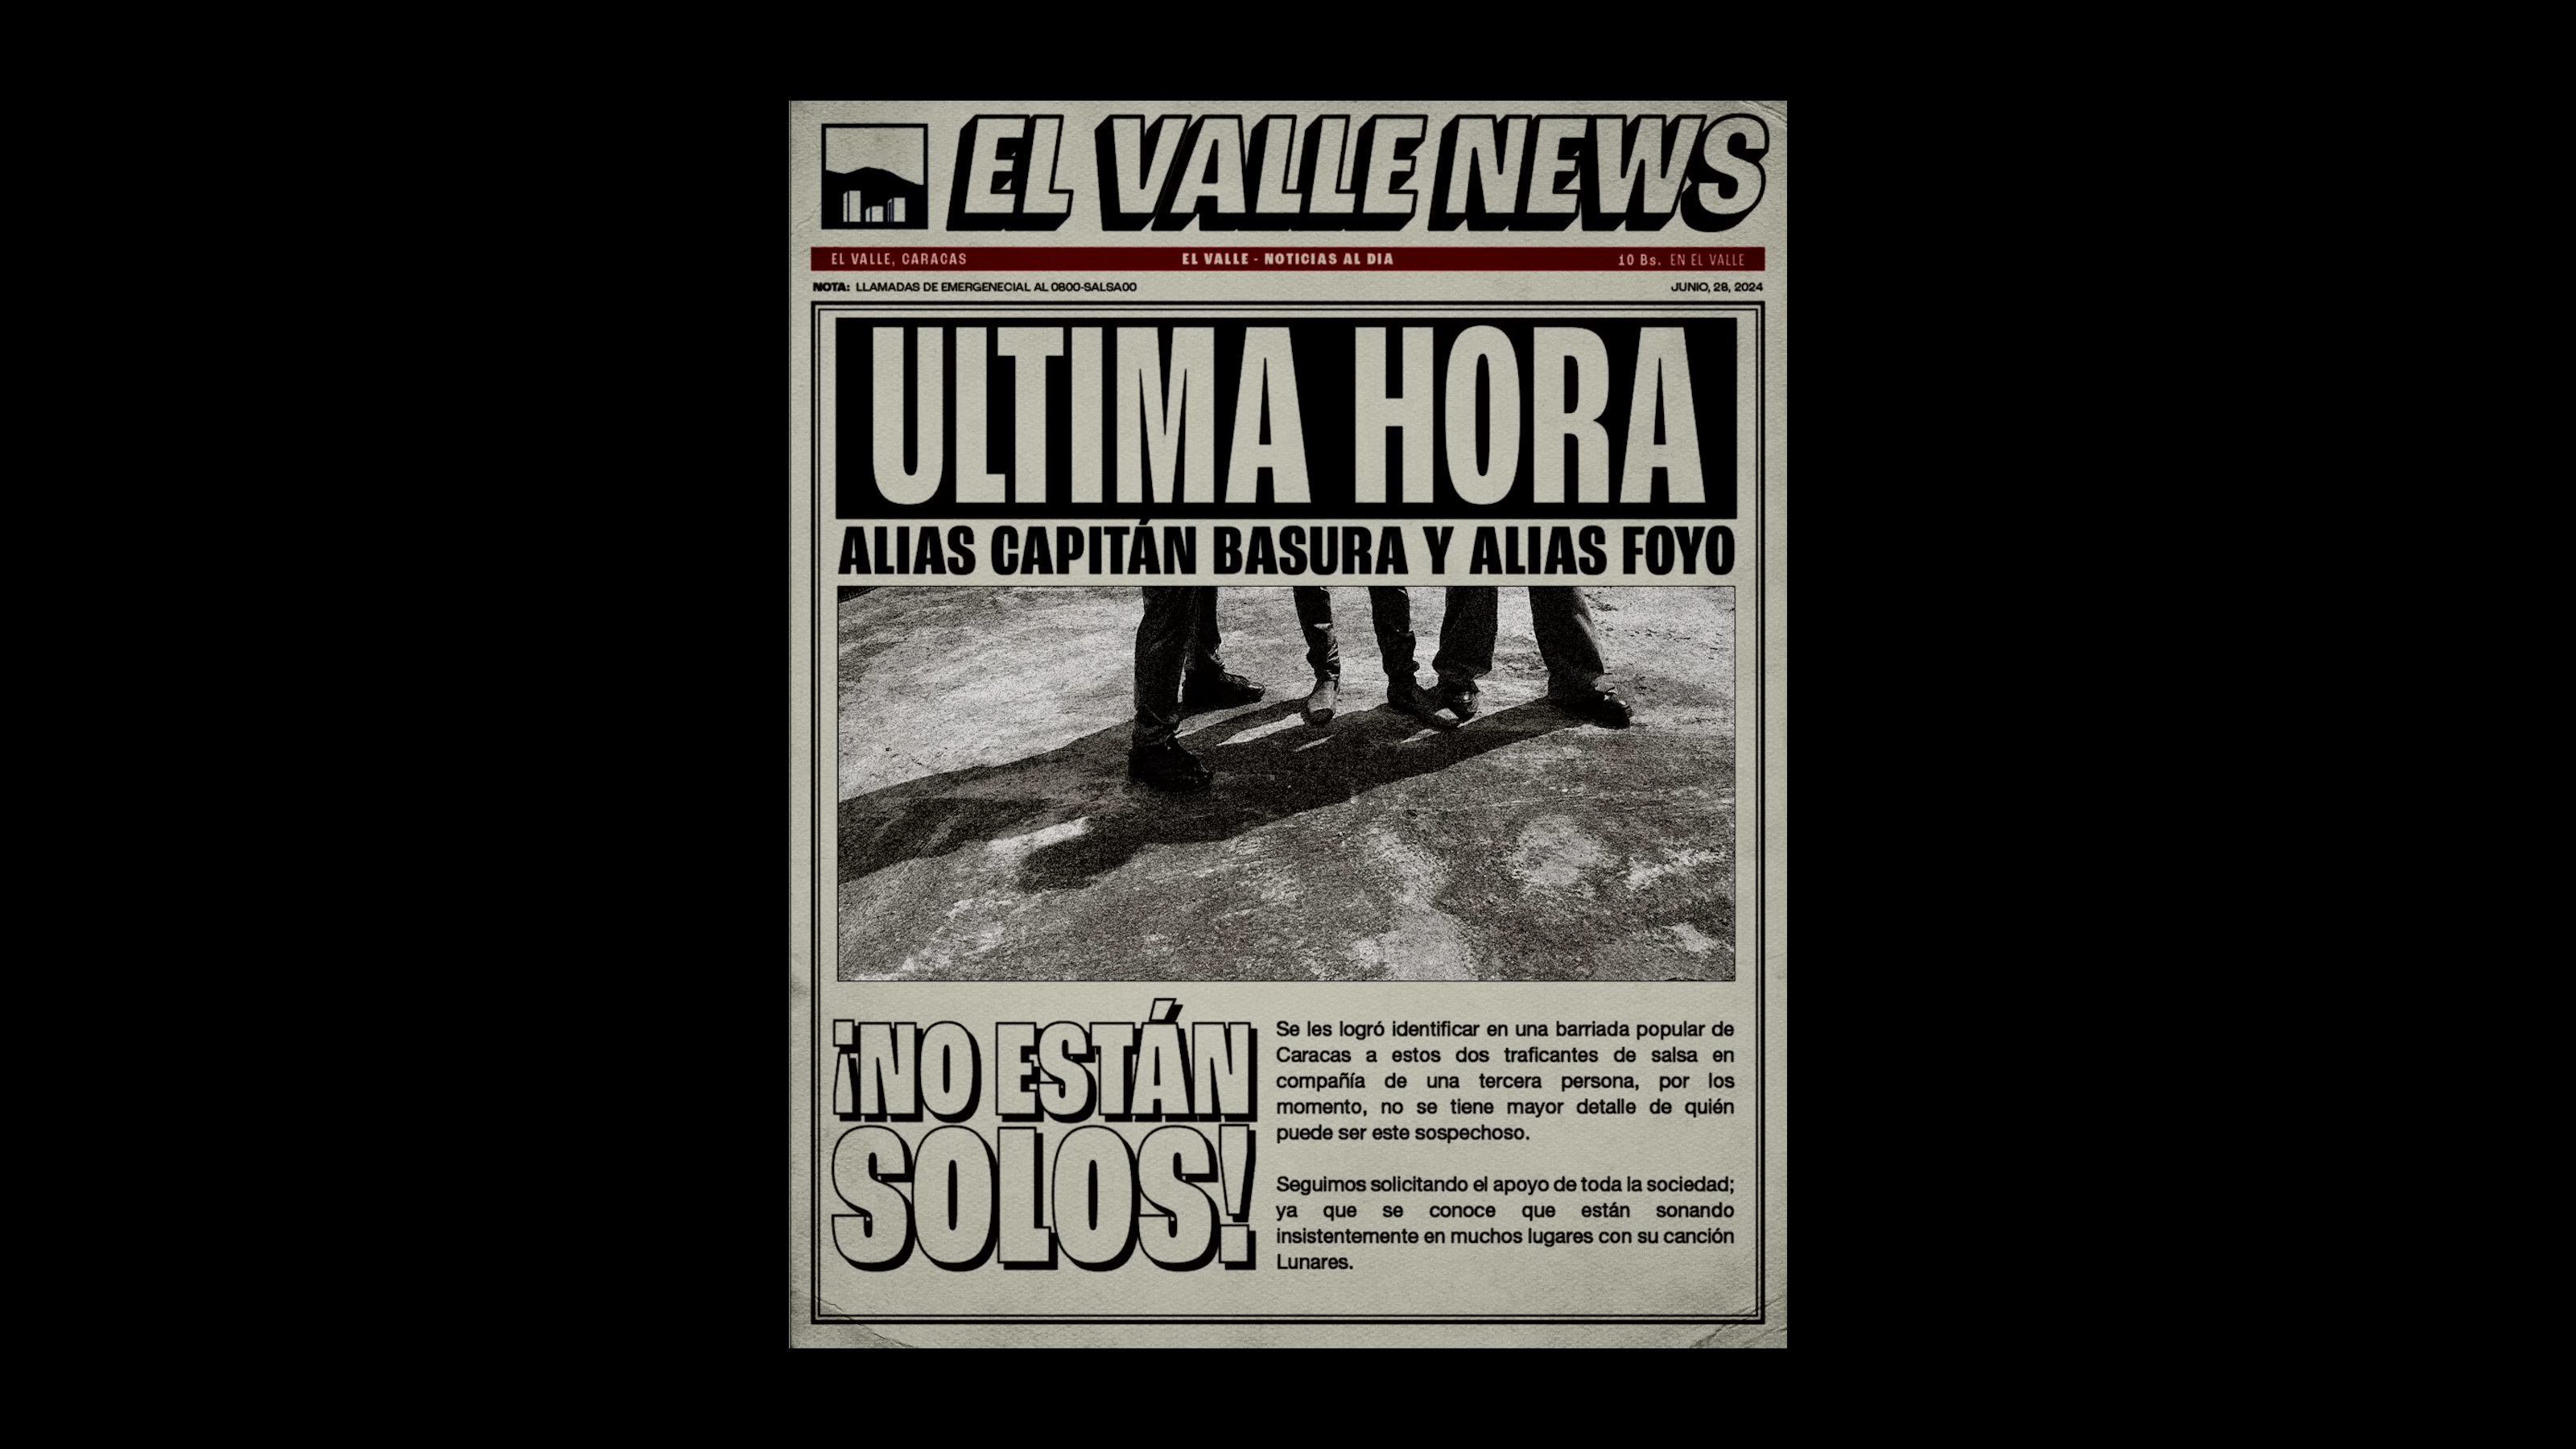 EL VALLE NEWS
EL VALLE, CARACAS
EL VALLE - NOTICIAS AL DIA
10 Bs. EN EL VALLE
NOTA: LLAMADAS DE EMERGENECIAL AL 0800-SALSA00
JUNIO, 28, 2024
ULTIMA HORA
ALIAS CAPITÁN BASURA Y ALIAS FOYO
¡NO ESTÁN
SOLOS!
Se les logró identificar en una barriada popular de
Caracas a estos dos traficantes de salsa en
compañía de una tercera persona, por los
momento, no se tiene mayor detalle de quién
puede ser este sospechoso.
Seguimos solicitando el apoyo de toda la sociedad;
ya que se conoce que están sonando
insistentemente en muchos lugares con su canción
Lunares.